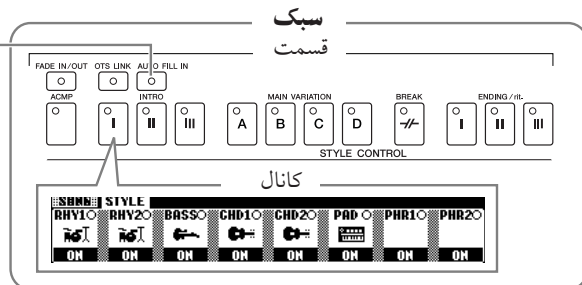 سبک
قسمت
FADE IN/OUT OTS LINK AUTO FILL IN
ACMP INTRO MAIN VARIATION BREAK ENDING / rit.
I II III A B C D I II III
STYLE CONTROL
کانال
STYLE
RHY1 RHY2 BASS CHD1 CHD2 PAD PHR1 PHR2
ON ON ON ON ON ON ON ON